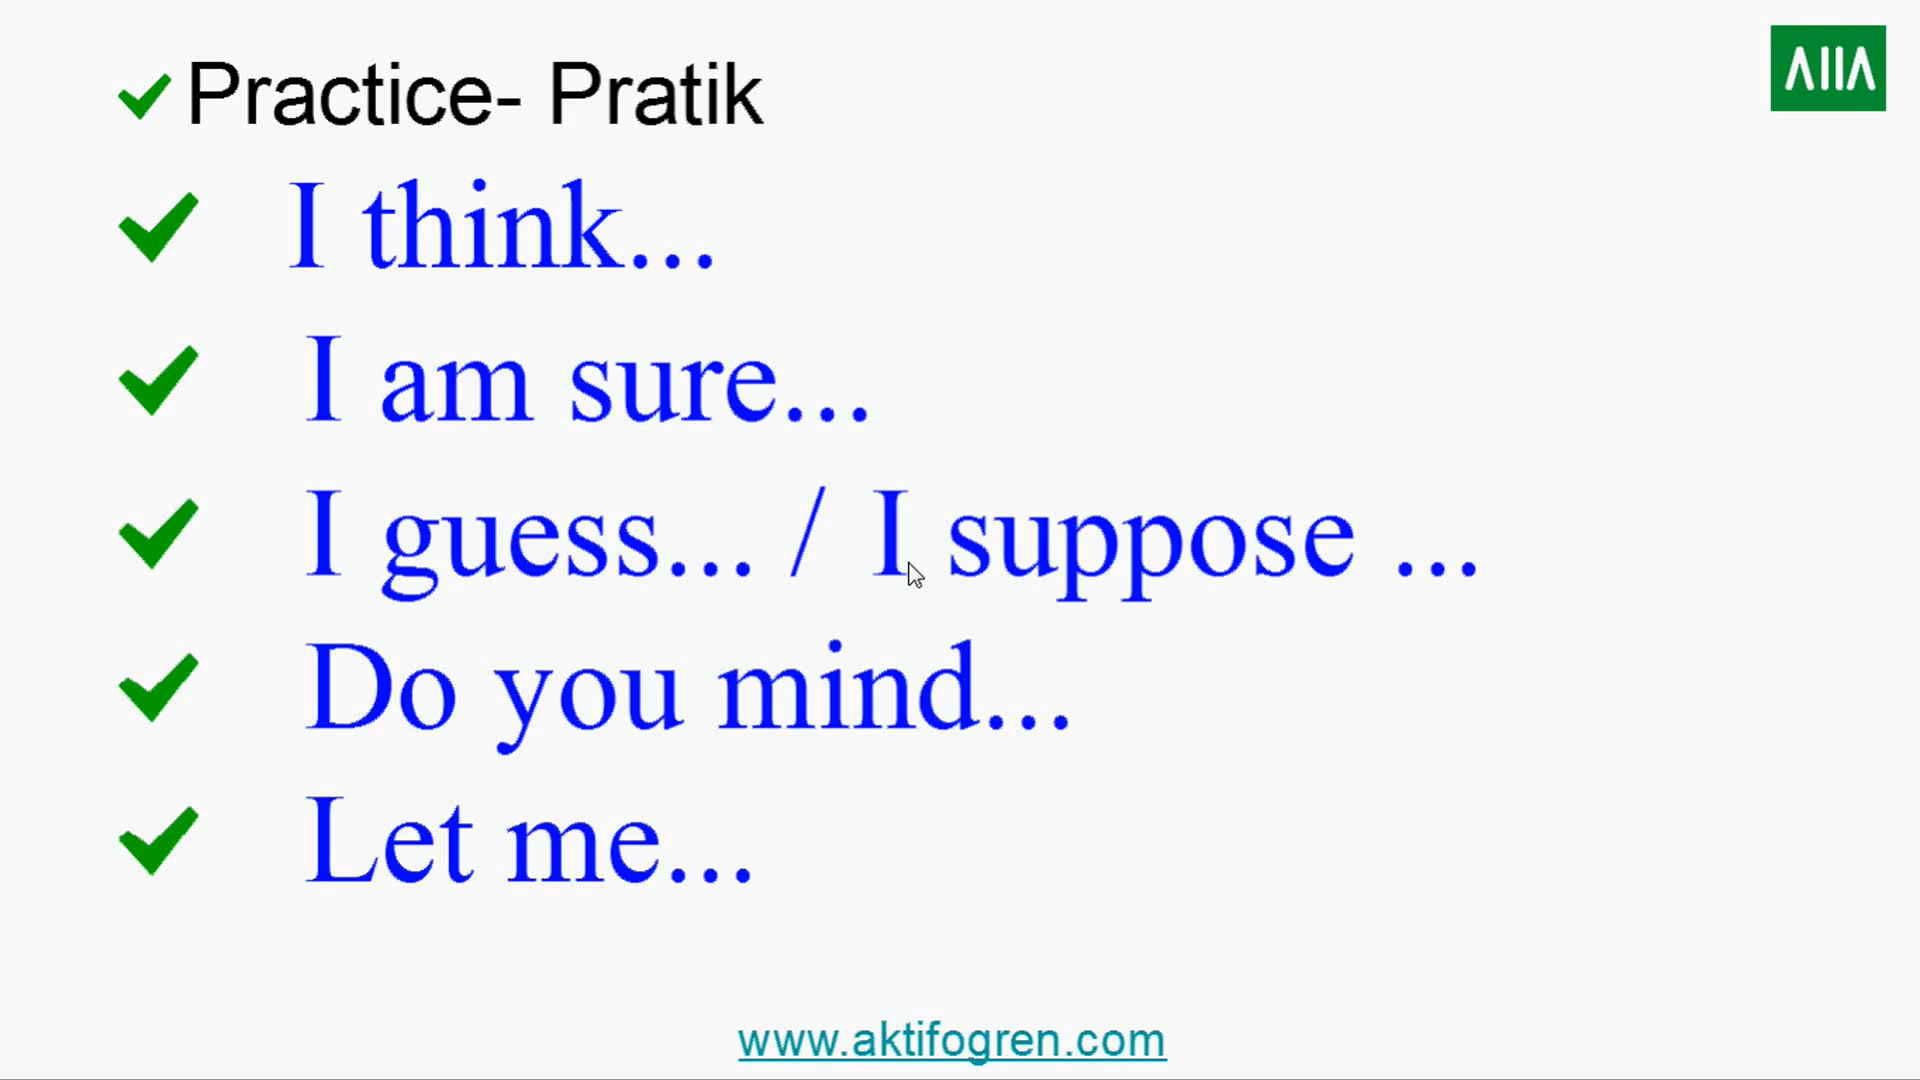 Practice- Pratik
I think...
I am sure...
I guess... / I suppose ...
Do you mind...
Let me...
www.aktifogren.com